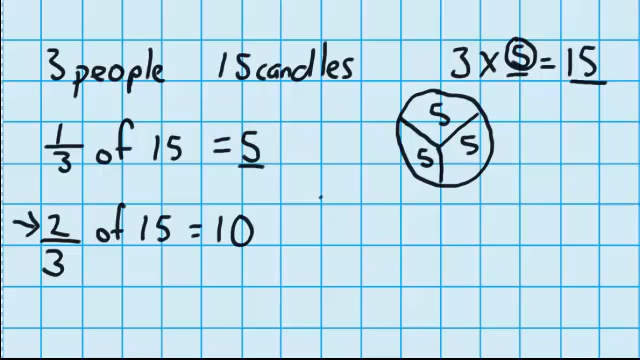 3 people 15 candles 3 x 5 = 15
1/3 of 15 = 5
5 5 5
→ 2/3 of 15 = 10